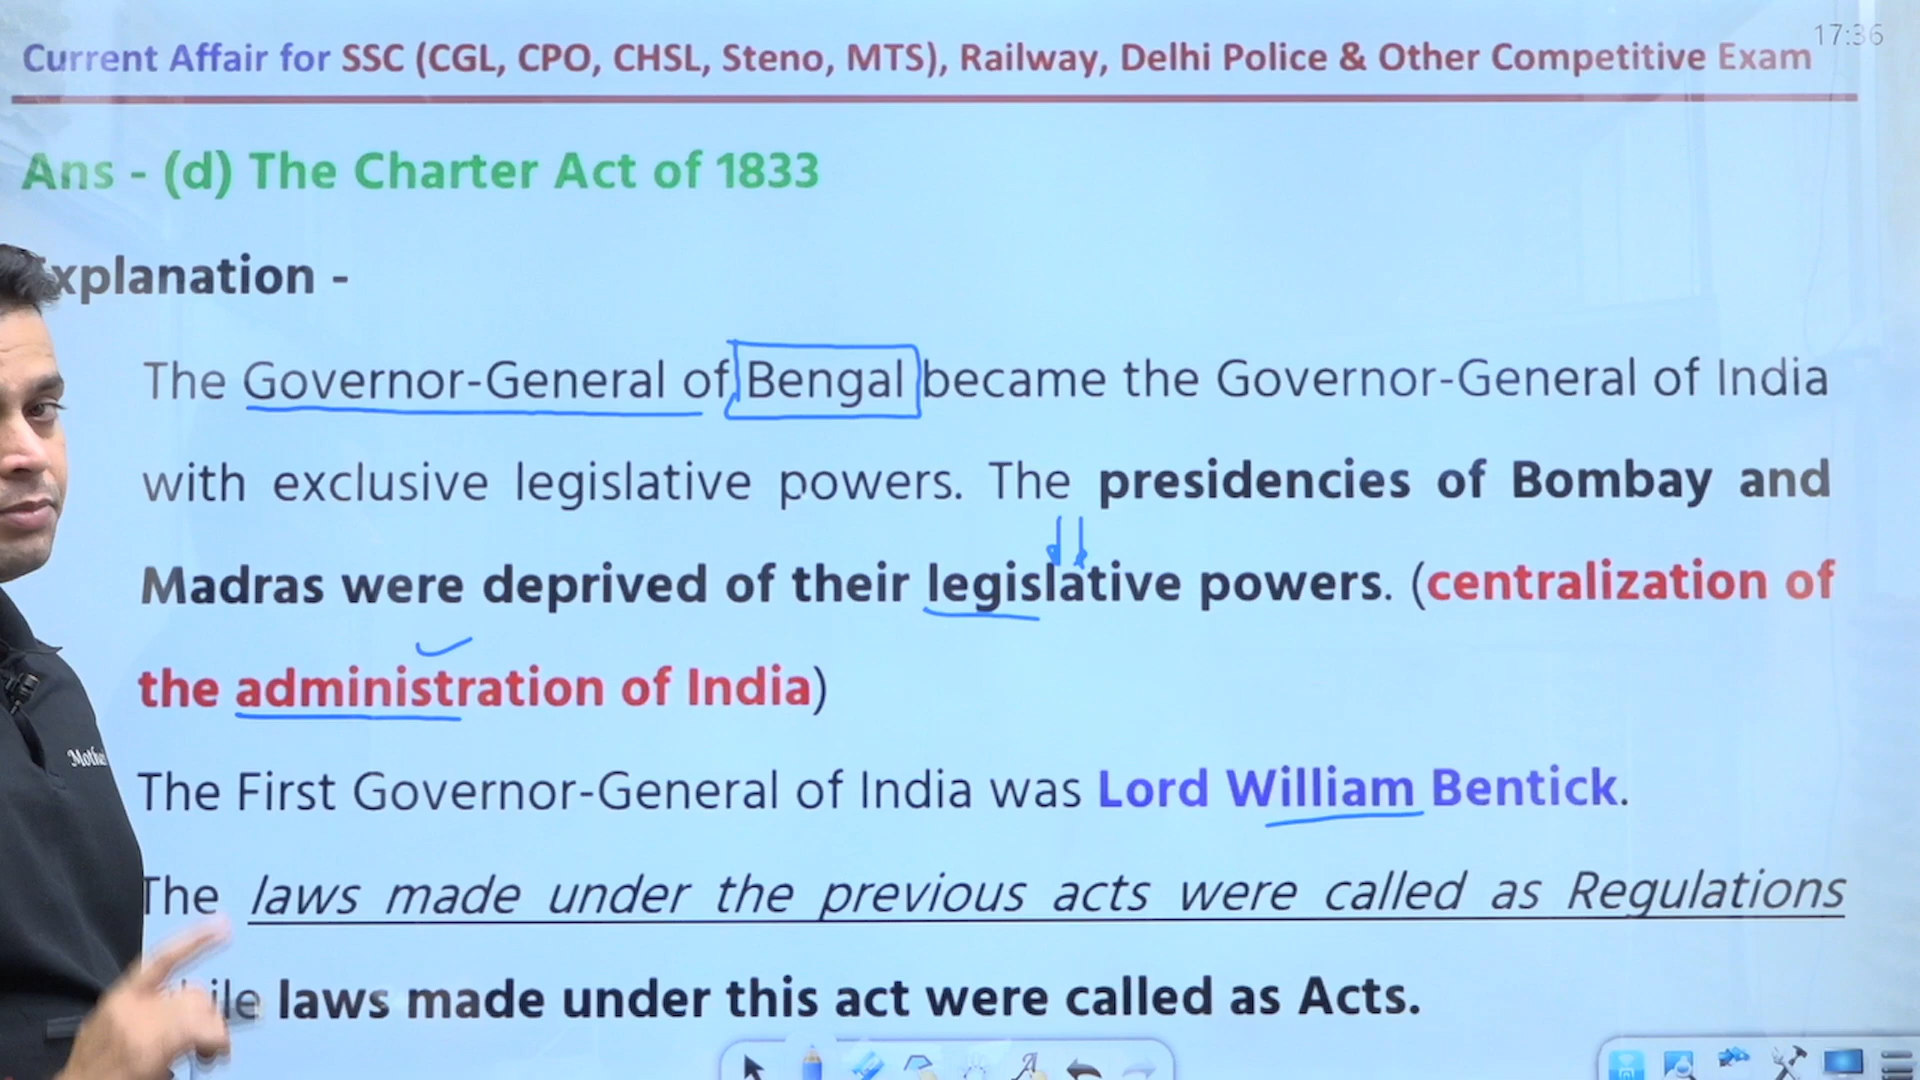 17:36
Current Affair for SSC (CGL, CPO, CHSL, Steno, MTS), Railway, Delhi Police & Other Competitive Exam
Ans - (d) The Charter Act of 1833
Explanation -
The Governor-General of Bengal became the Governor-General of India
with exclusive legislative powers. The presidencies of Bombay and
Madras were deprived of their legislative powers. (centralization of
the administration of India)
The First Governor-General of India was Lord William Bentick.
The laws made under the previous acts were called as Regulations
while laws made under this act were called as Acts.